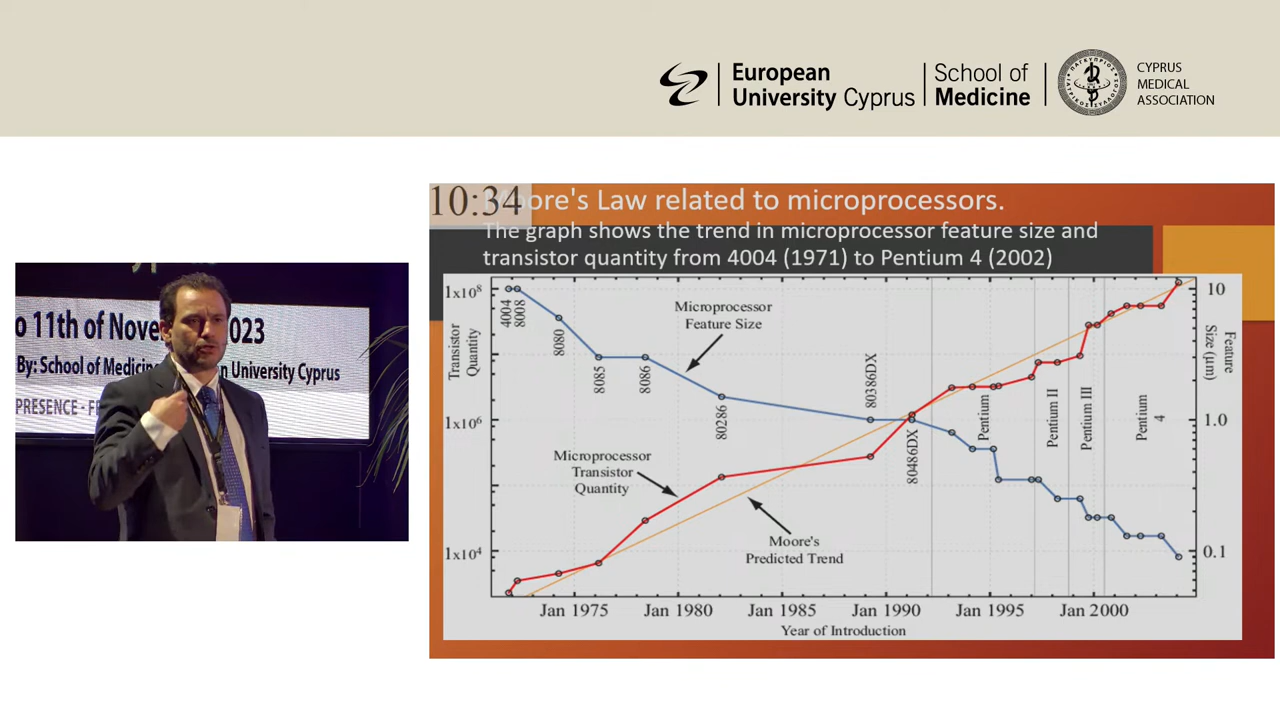 European
University Cyprus
School of
Medicine
CYPRUS
MEDICAL
ASSOCIATION
11th of Nove 023
By: School of Medicin n University Cyprus
PRESENCE
10:34
oore's Law related to microprocessors.
The graph shows the trend in microprocessor feature size and
transistor quantity from 4004 (1971) to Pentium 4 (2002)
1x10⁸
1x10⁶
1x10⁴
Transistor
Quantity
4004
8008
8080
8085
8086
80286
80386DX
80486DX
Pentium
Pentium II
Pentium III
Pentium
4
Microprocessor
Feature Size
Microprocessor
Transistor
Quantity
Moore's
Predicted Trend
10
1.0
0.1
Feature
Size (μm)
Jan 1975 Jan 1980 Jan 1985 Jan 1990 Jan 1995 Jan 2000
Year of Introduction